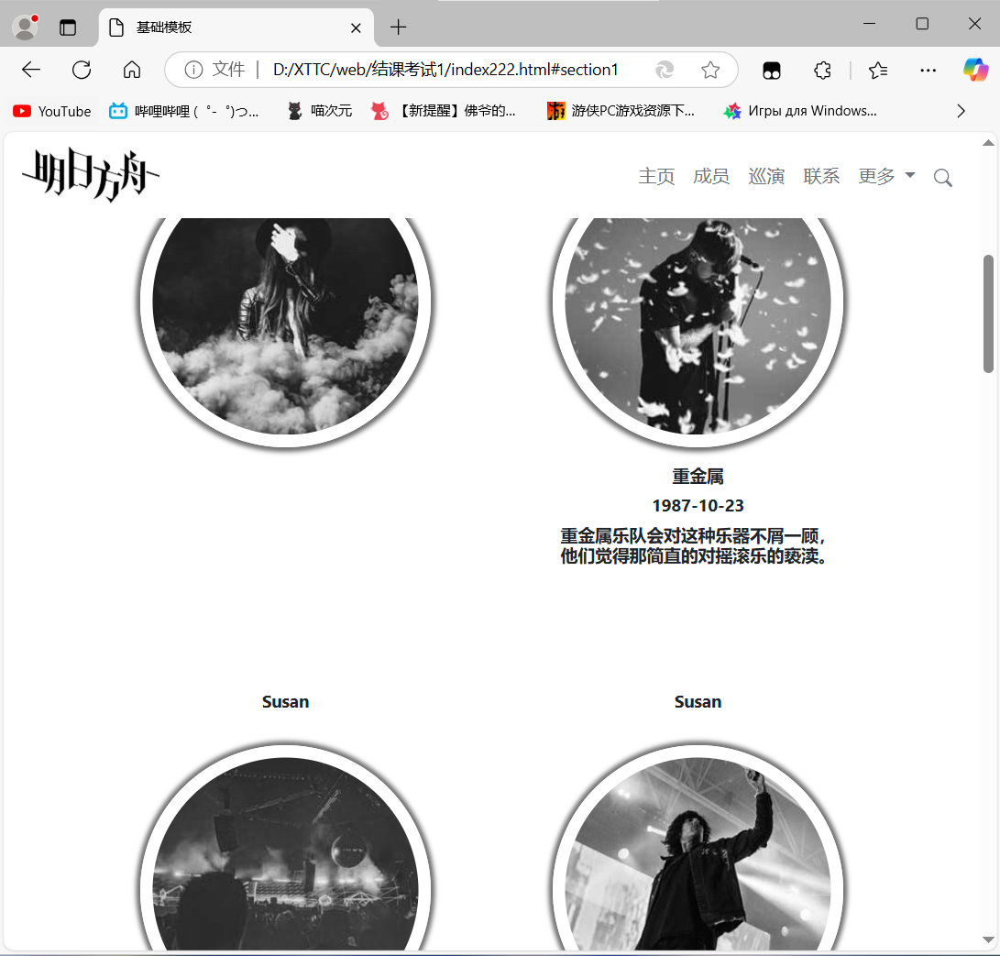 基础模板
文件 | D:/XTTC/web/结课考试1/index222.html#section1
YouTube
哔哩哔哩 (゜-゜)つ...
喵次元
【新提醒】佛爷的...
游侠PC游戏资源下...
Игры для Windows...
明日方舟
主页 成员 巡演 联系 更多
重金属
1987-10-23
重金属乐队会对这种乐器不屑一顾，
他们觉得那简直的对摇滚乐的亵渎。
Susan
Susan